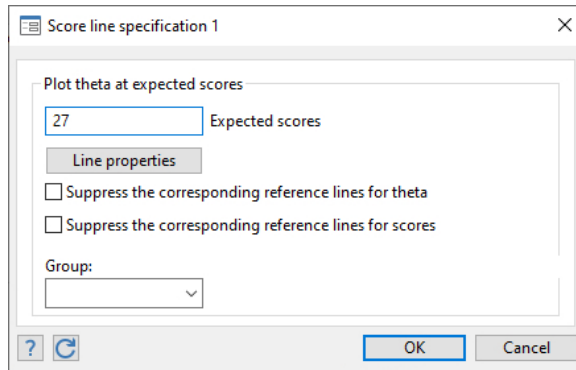 Score line specification 1
Plot theta at expected scores
27 Expected scores
Line properties
Suppress the corresponding reference lines for theta
Suppress the corresponding reference lines for scores
Group:
? OK Cancel